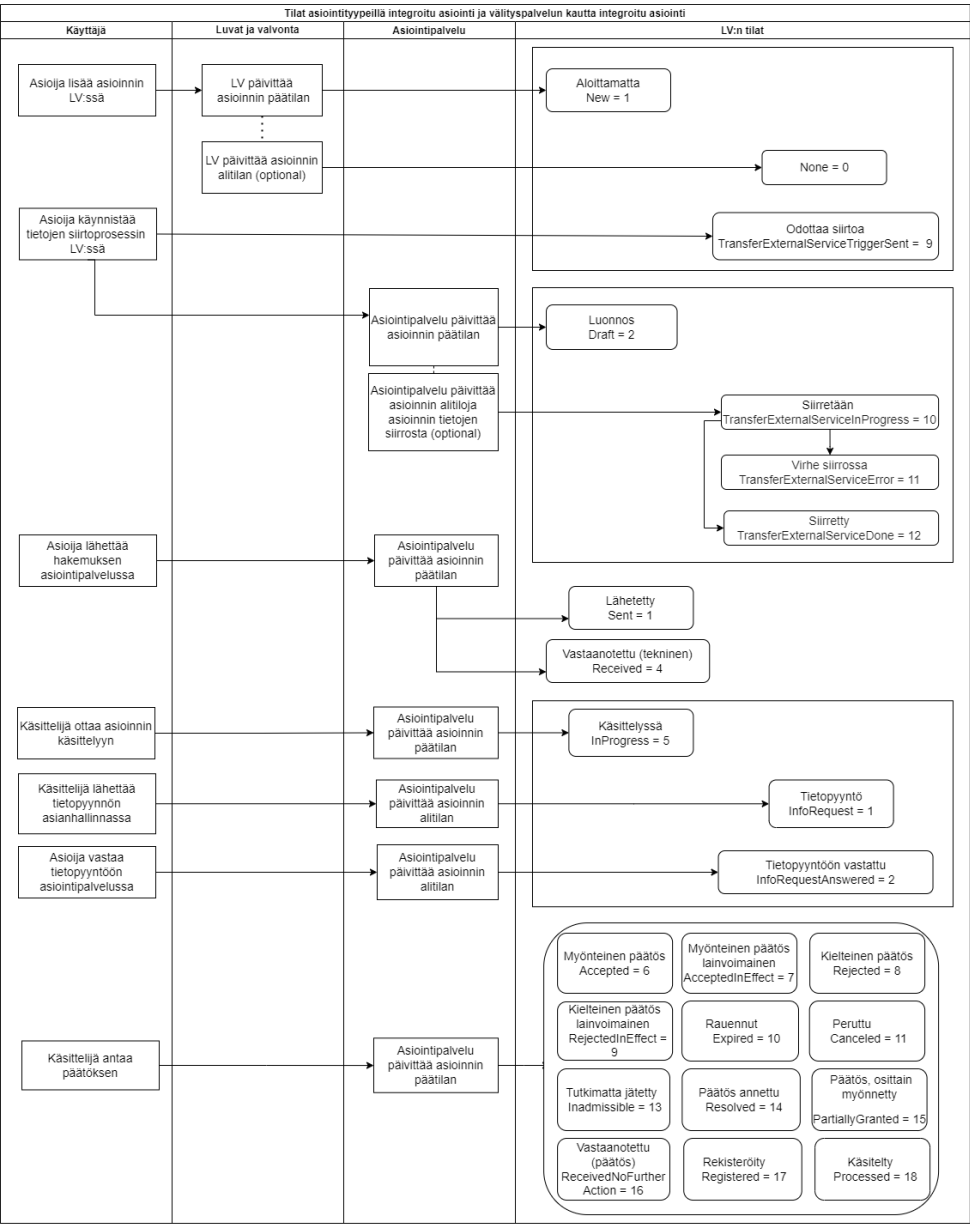 Tilat asiointityypeillä integroitu asiointi ja välityspalvelun kautta integroitu asiointi
Käyttäjä
Luvat ja valvonta
Asiointipalvelu
LV:n tilat
Asioija lisää asioinnin
LV:ssä
LV päivittää
asioinnin päätilan
Aloittamatta
New = 1
LV päivittää asioinnin
alitilan (optional)
None = 0
Asioija käynnistää
tietojen siirtoprosessin
LV:ssä
Odottaa siirtoa
TransferExternalServiceTriggerSent = 9
Asiointipalvelu päivittää
asioinnin päätilan
Luonnos
Draft = 2
Asiointipalvelu päivittää
asioinnin alitiloja
asioinnin tietojen
siirrosta (optional)
Siirretään
TransferExternalServiceInProgress = 10
Virhe siirrossa
TransferExternalServiceError = 11
Siirretty
TransferExternalServiceDone = 12
Asioija lähettää
hakemuksen
asiointipalvelussa
Asiointipalvelu
päivittää asioinnin
päätilan
Lähetetty
Sent = 1
Vastaanotettu (tekninen)
Received = 4
Käsittelijä ottaa asioinnin
käsittelyyn
Asiointipalvelu
päivittää asioinnin
päätilan
Käsittelyssä
InProgress = 5
Käsittelijä lähettää
tietopyynnön
asianhallinnassa
Asiointipalvelu
päivittää asioinnin
alitilan
Tietopyyntö
InfoRequest = 1
Asioija vastaa
tietopyyntöön
asiointipalvelussa
Asiointipalvelu
päivittää asioinnin
alitilan
Tietopyyntöön vastattu
InfoRequestAnswered = 2
Käsittelijä antaa
päätöksen
Asiointipalvelu
päivittää asioinnin
päätilan
Myönteinen päätös
Accepted = 6
Myönteinen päätös
lainvoimainen
AcceptedInEffect = 7
Kielteinen päätös
Rejected = 8
Kielteinen päätös
lainvoimainen
RejectedInEffect =
9
Rauennut
Expired = 10
Peruttu
Canceled = 11
Tutkimatta jätetty
Inadmissible = 13
Päätös annettu
Resolved = 14
Päätös, osittain
myönnetty
PartiallyGranted = 15
Vastaanotettu
(päätös)
ReceivedNoFurther
Action = 16
Rekisteröity
Registered = 17
Käsitelty
Processed = 18